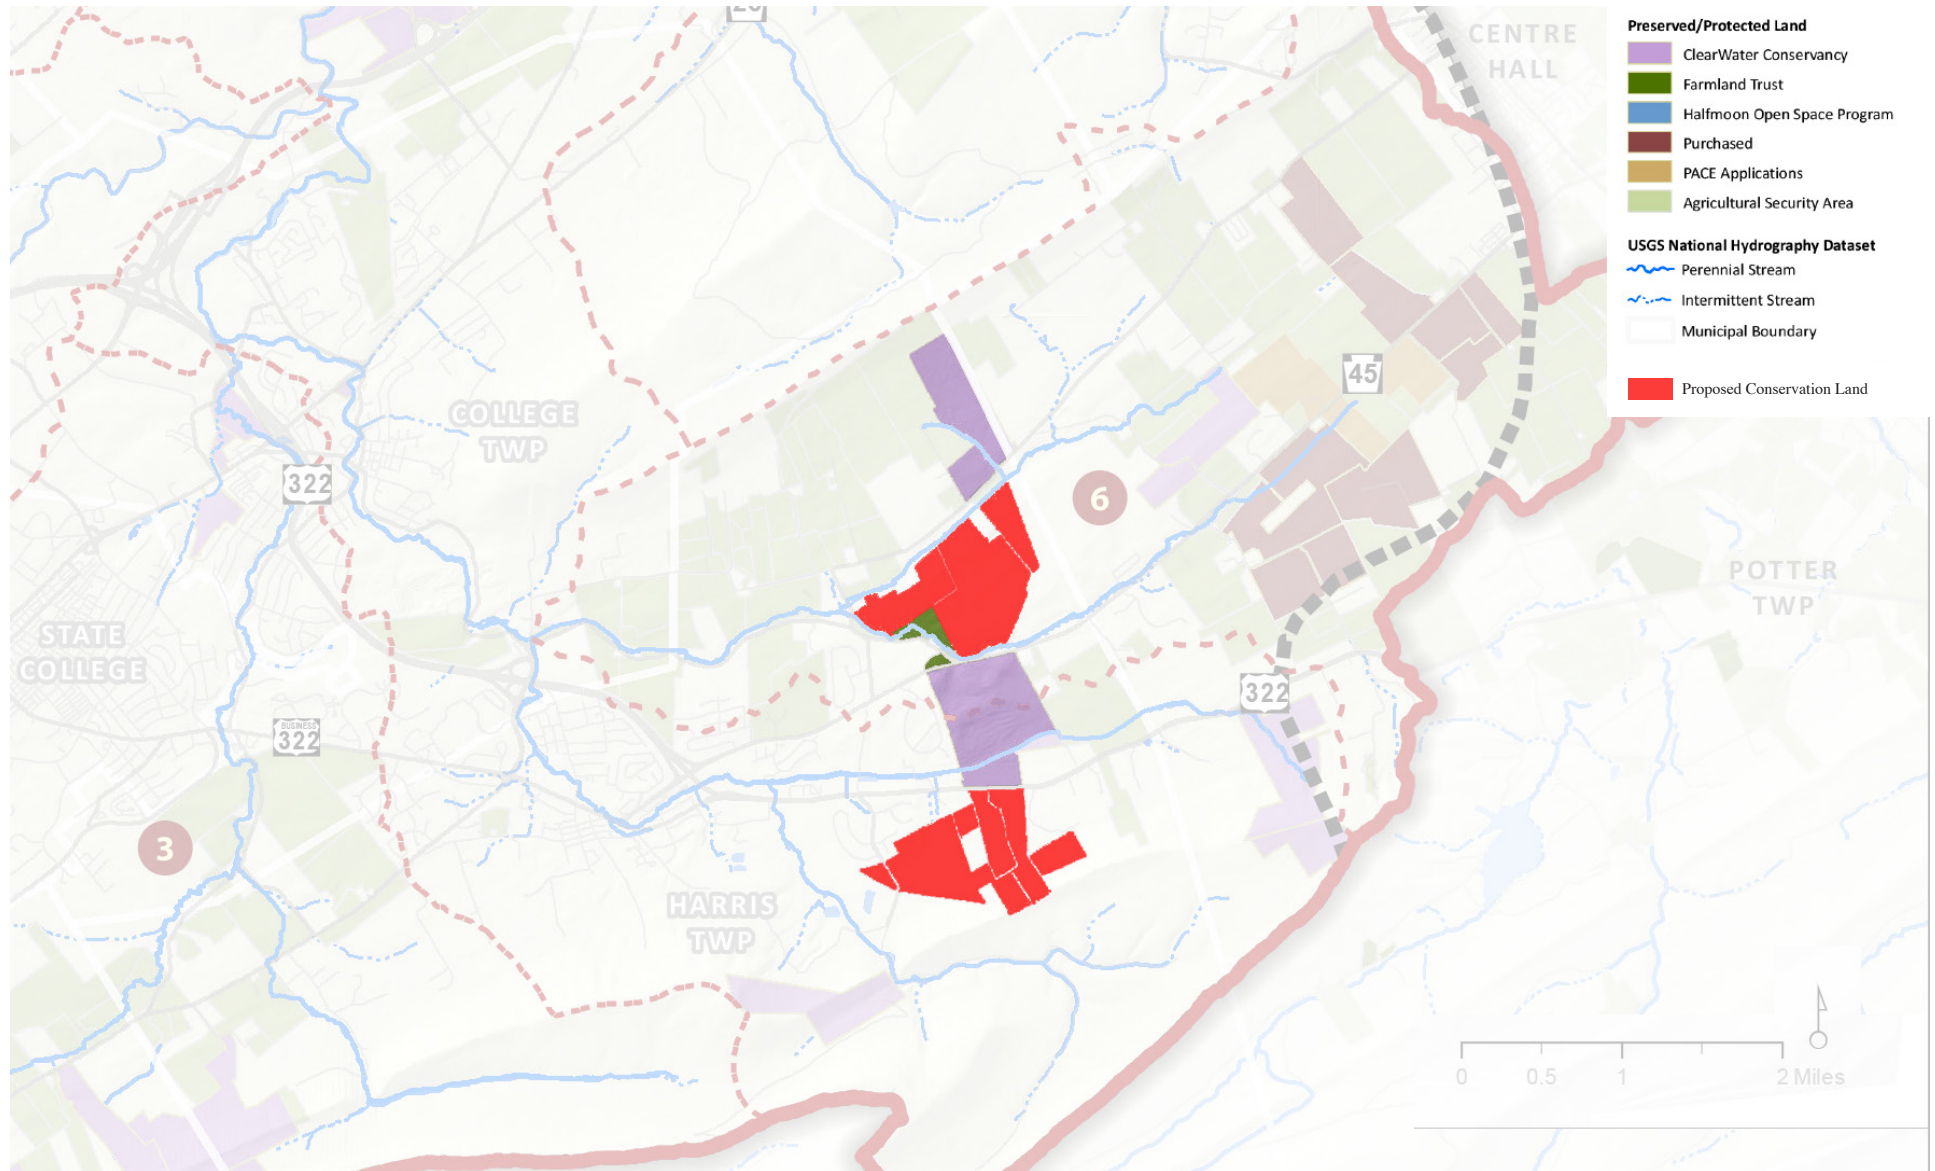 CENTRE
HALL
Preserved/Protected Land
ClearWater Conservancy
Farmland Trust
Halfmoon Open Space Program
Purchased
PACE Applications
Agricultural Security Area
USGS National Hydrography Dataset
Perennial Stream
Intermittent Stream
Municipal Boundary
Proposed Conservation Land
45
COLLEGE
TWP
322
6
POTTER
TWP
STATE
COLLEGE
322
BUSINESS
322
3
HARRIS
TWP
0 0.5 1 2 Miles